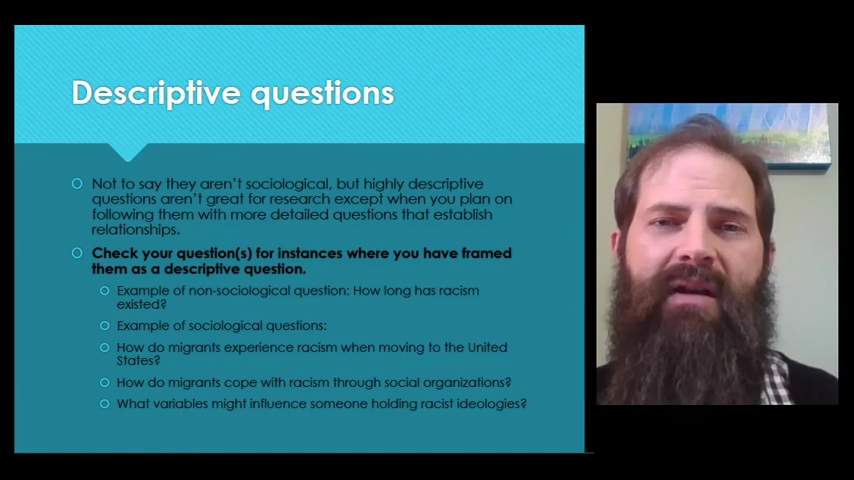 Descriptive questions
Not to say they aren't sociological, but highly descriptive
questions aren't great for research except when you plan on
following them with more detailed questions that establish
relationships.
Check your question(s) for instances where you have framed
them as a descriptive question.
Example of non-sociological question: How long has racism
existed?
Example of sociological questions:
How do migrants experience racism when moving to the United
States?
How do migrants cope with racism through social organizations?
What variables might influence someone holding racist ideologies?